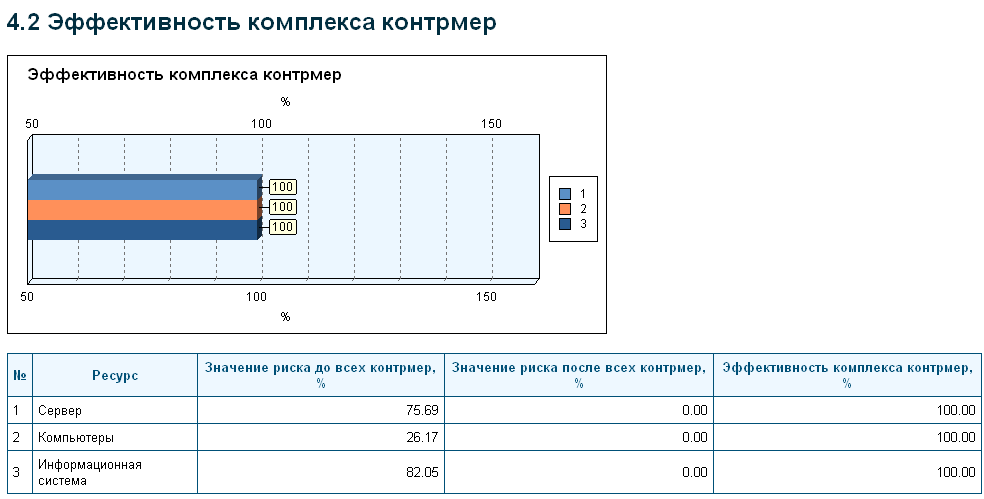 4.2 Эффективность комплекса контрмер
Эффективность комплекса контрмер
%
50 100 150
100
100
100
1
2
3
50 100 150
%
№ Ресурс Значение риска до всех контрмер, % Значение риска после всех контрмер, % Эффективность комплекса контрмер, %
1 Сервер 75.69 0.00 100.00
2 Компьютеры 26.17 0.00 100.00
3 Информационная система 82.05 0.00 100.00